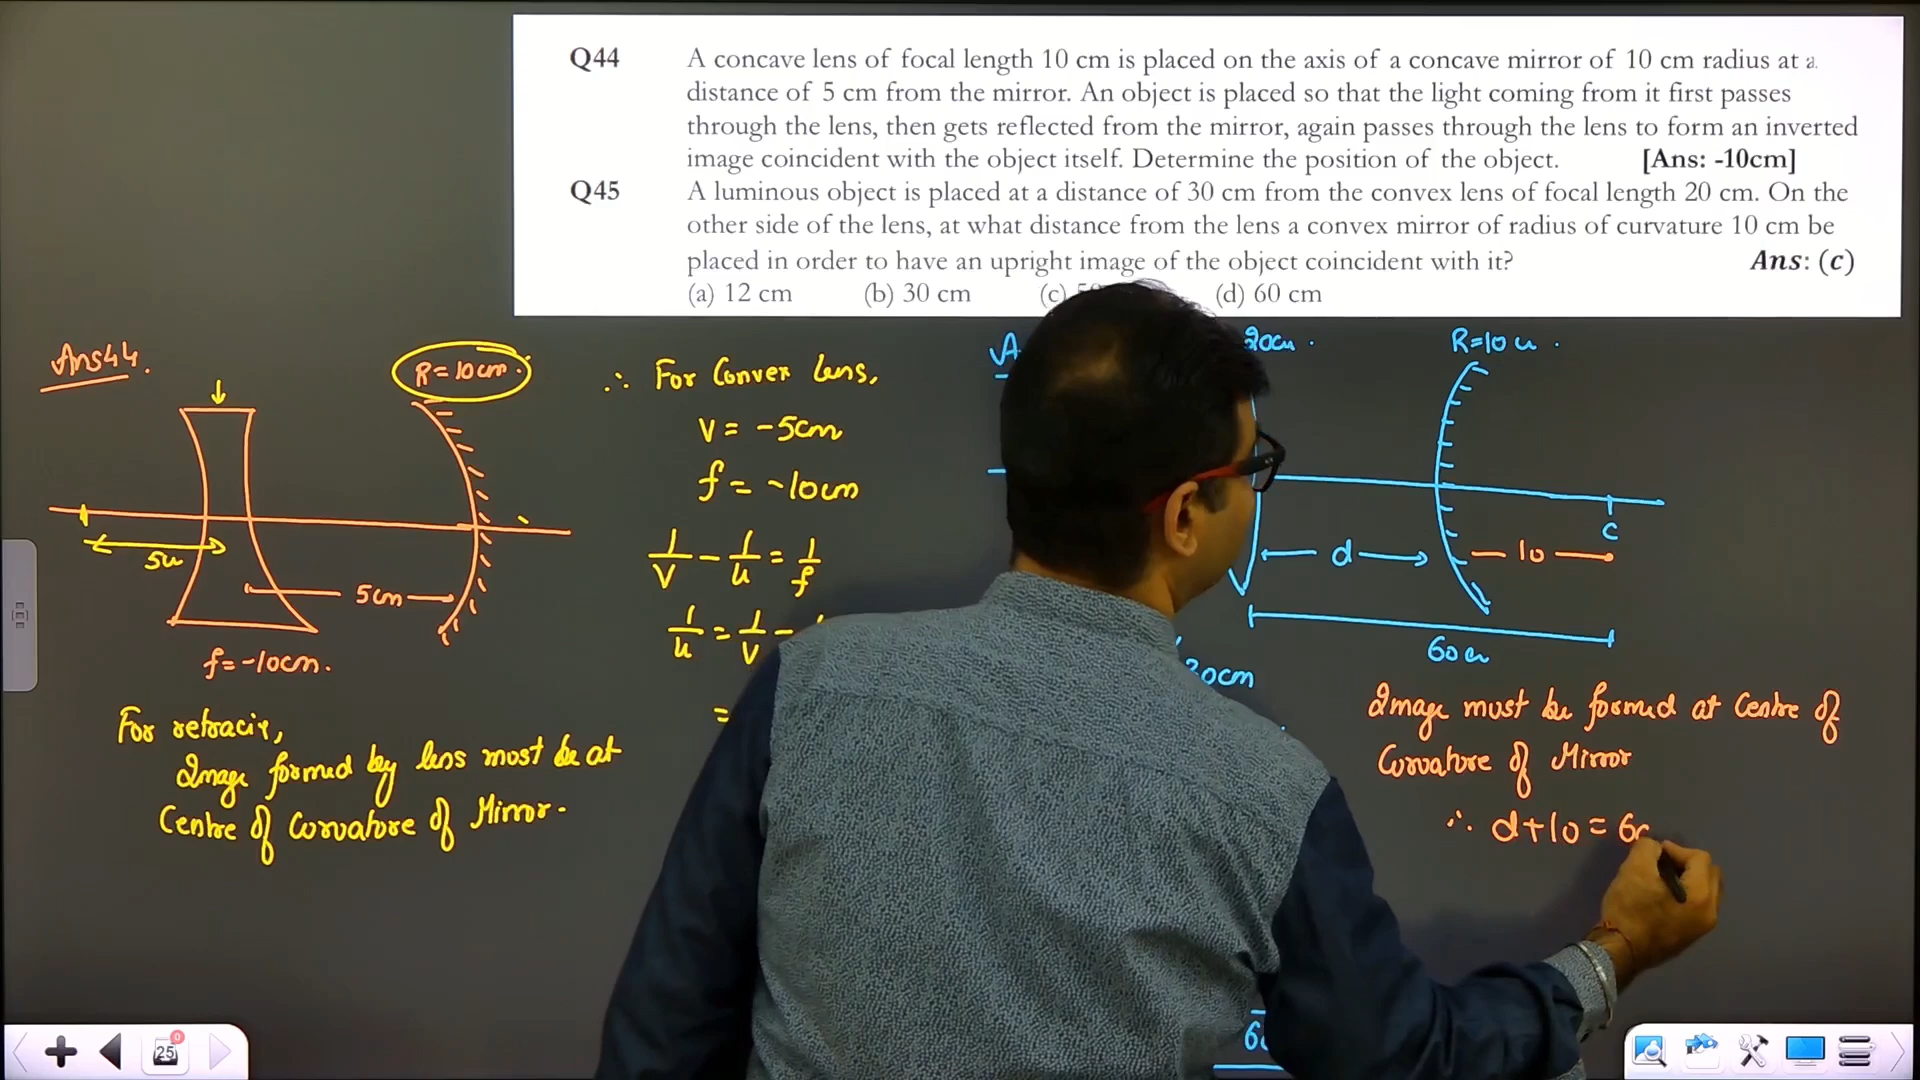 Q44 A concave lens of focal length 10 cm is placed on the axis of a concave mirror of 10 cm radius at a
distance of 5 cm from the mirror. An object is placed so that the light coming from it first passes
through the lens, then gets reflected from the mirror, again passes through the lens to form an inverted
image coincident with the object itself. Determine the position of the object. [Ans: -10cm]
Q45 A luminous object is placed at a distance of 30 cm from the convex lens of focal length 20 cm. On the
other side of the lens, at what distance from the lens a convex mirror of radius of curvature 10 cm be
placed in order to have an upright image of the object coincident with it? Ans: (c)
(a) 12 cm (b) 30 cm (c) (d) 60 cm
Ans44.
R=10cm.
5cm
5cm
f=-10cm.
For retracing,
Image formed by lens must be at
Centre of Curvature of Mirror.
∴ For Convex lens,
V = -5cm
f = -10cm
1/V - 1/u = 1/f
1/u = 1/V -
=
20cm.
R=10cm.
C
d
10
60cm
Image must be formed at Centre of
Curvature of Mirror
∴ d+10 = 60
25
0